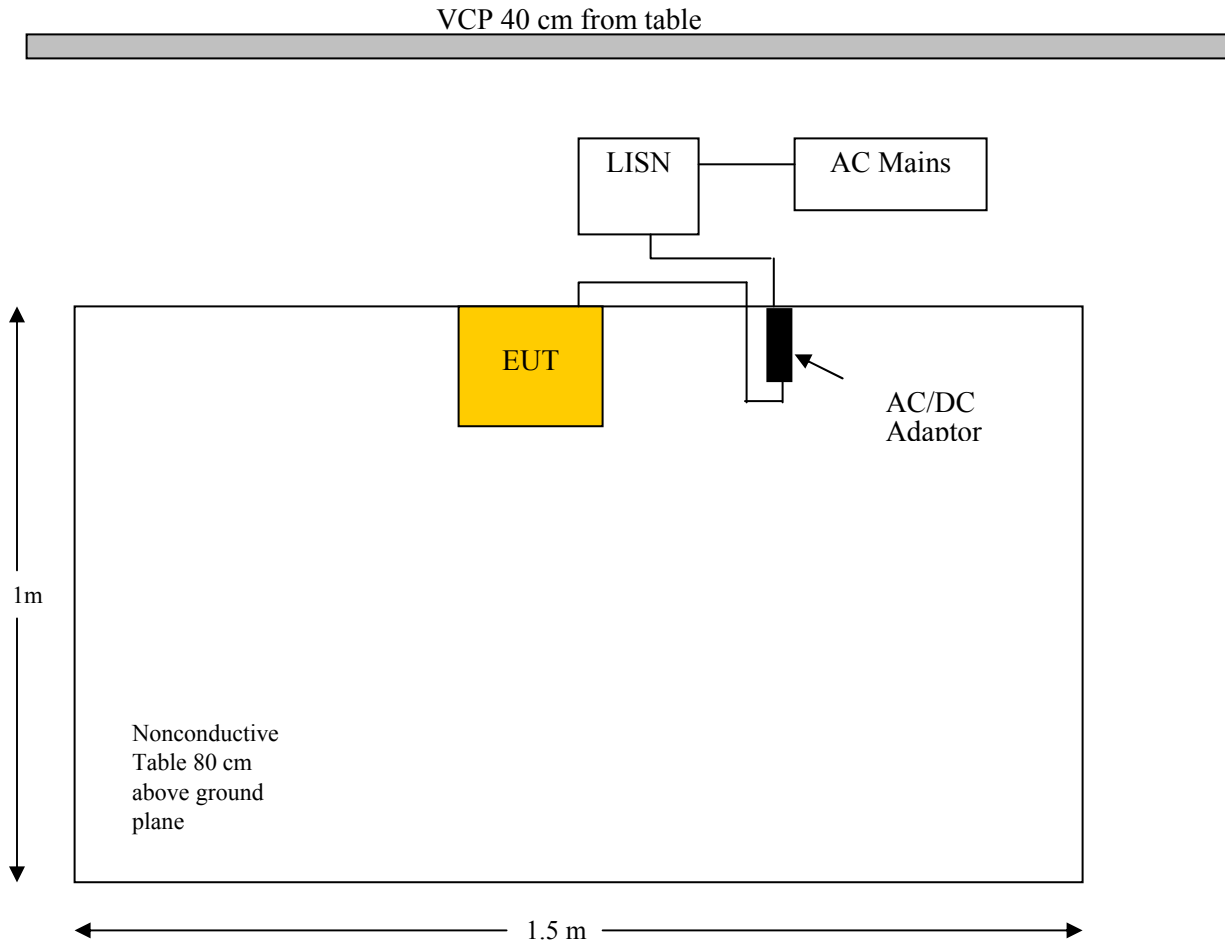 VCP 40 cm from table
LISN
AC Mains
EUT
AC/DC
Adaptor
1m
Nonconductive
Table 80 cm
above ground
plane
1.5 m